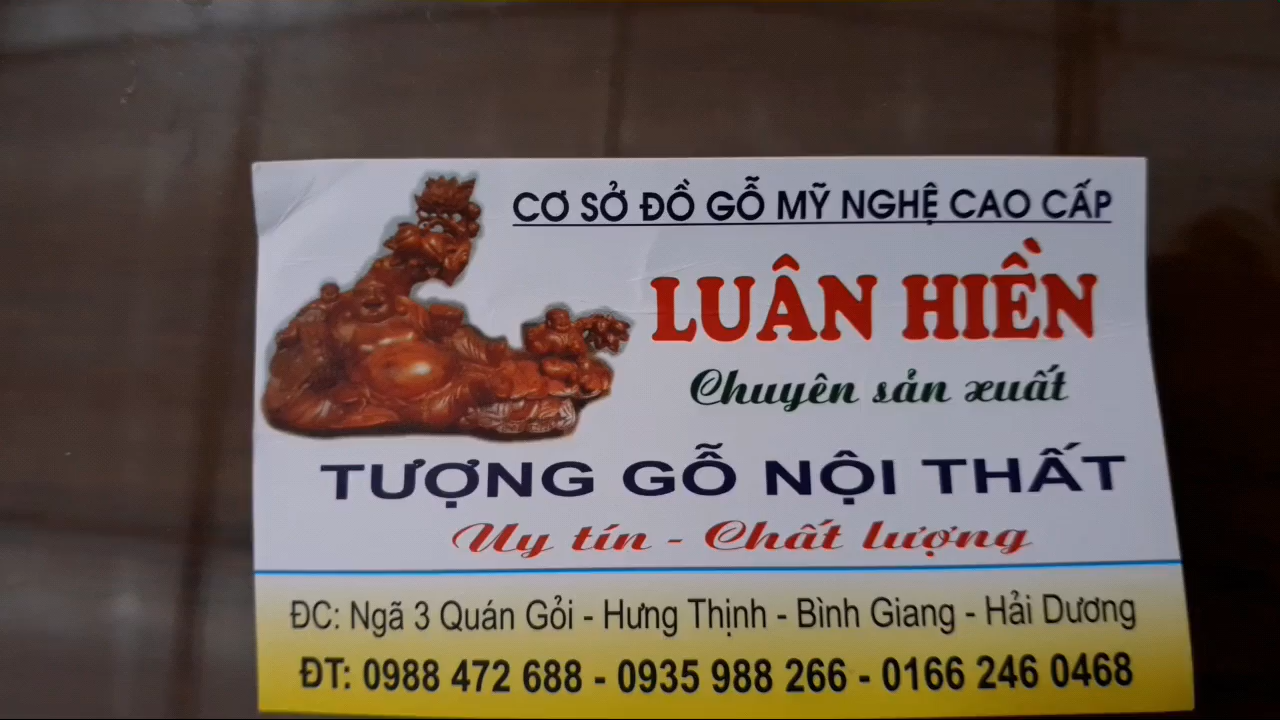 CƠ SỞ ĐỒ GỖ MỸ NGHỆ CAO CẤP
LUÂN HIỀN
Chuyên sản xuất
TƯỢNG GỖ NỘI THẤT
Uy tín - Chất lượng
ĐC: Ngã 3 Quán Gỏi - Hưng Thịnh - Bình Giang - Hải Dương
ĐT: 0988 472 688 - 0935 988 266 - 0166 246 0468